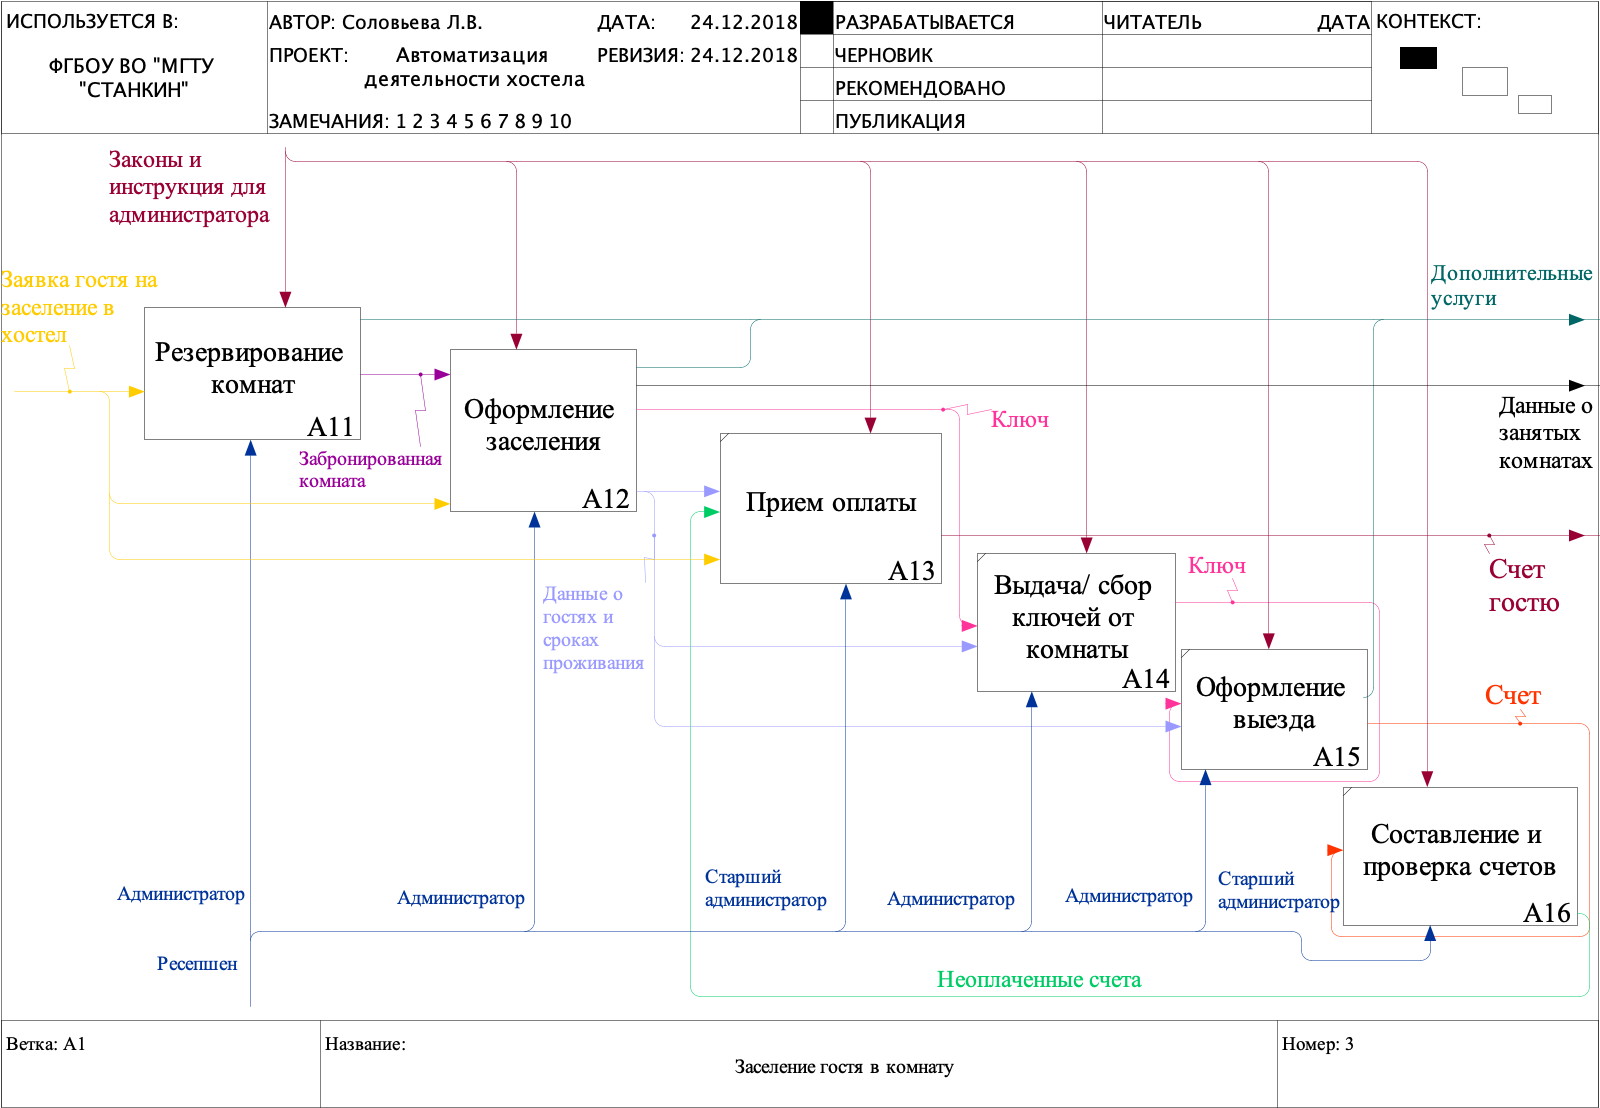 ИСПОЛЬЗУЕТСЯ В:
ФГБОУ ВО "МГТУ
"СТАНКИН"
АВТОР: Соловьева Л.В.
ДАТА: 24.12.2018
ПРОЕКТ: Автоматизация
деятельности хостела
РЕВИЗИЯ: 24.12.2018
ЗАМЕЧАНИЯ: 1 2 3 4 5 6 7 8 9 10
РАЗРАБАТЫВАЕТСЯ
ЧЕРНОВИК
РЕКОМЕНДОВАНО
ПУБЛИКАЦИЯ
ЧИТАТЕЛЬ
ДАТА
КОНТЕКСТ:
Законы и
инструкция для
администратора
Заявка гостя на
заселение в
хостел
Дополнительные
услуги
Резервирование
комнат
A11
Забронированная
комната
Оформление
заселения
A12
Ключ
Данные о
занятых
комнатах
Прием оплаты
A13
Данные о
гостях и
сроках
проживания
Выдача/ сбор
ключей от
комнаты
A14
Ключ
Счет
гостю
Оформление
выезда
A15
Счет
Составление и
проверка счетов
A16
Администратор
Администратор
Старший
администратор
Администратор
Администратор
Старший
администратор
Ресепшен
Неоплаченные счета
Ветка: A1
Название:
Заселение гостя в комнату
Номер: 3